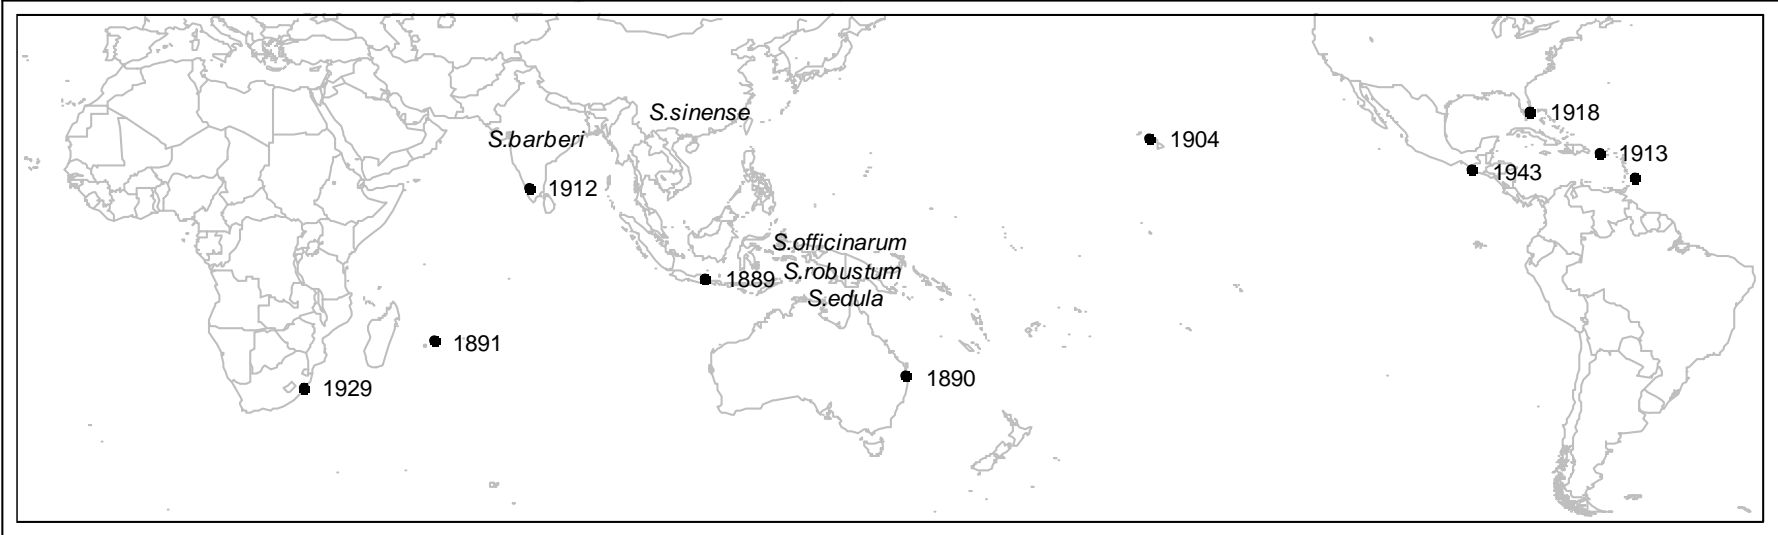 S.sinense
1918
S.barberi
1904
1913
1943
1912
S.officinarum
S.robustum
1889
S.edula
1891
1890
1929